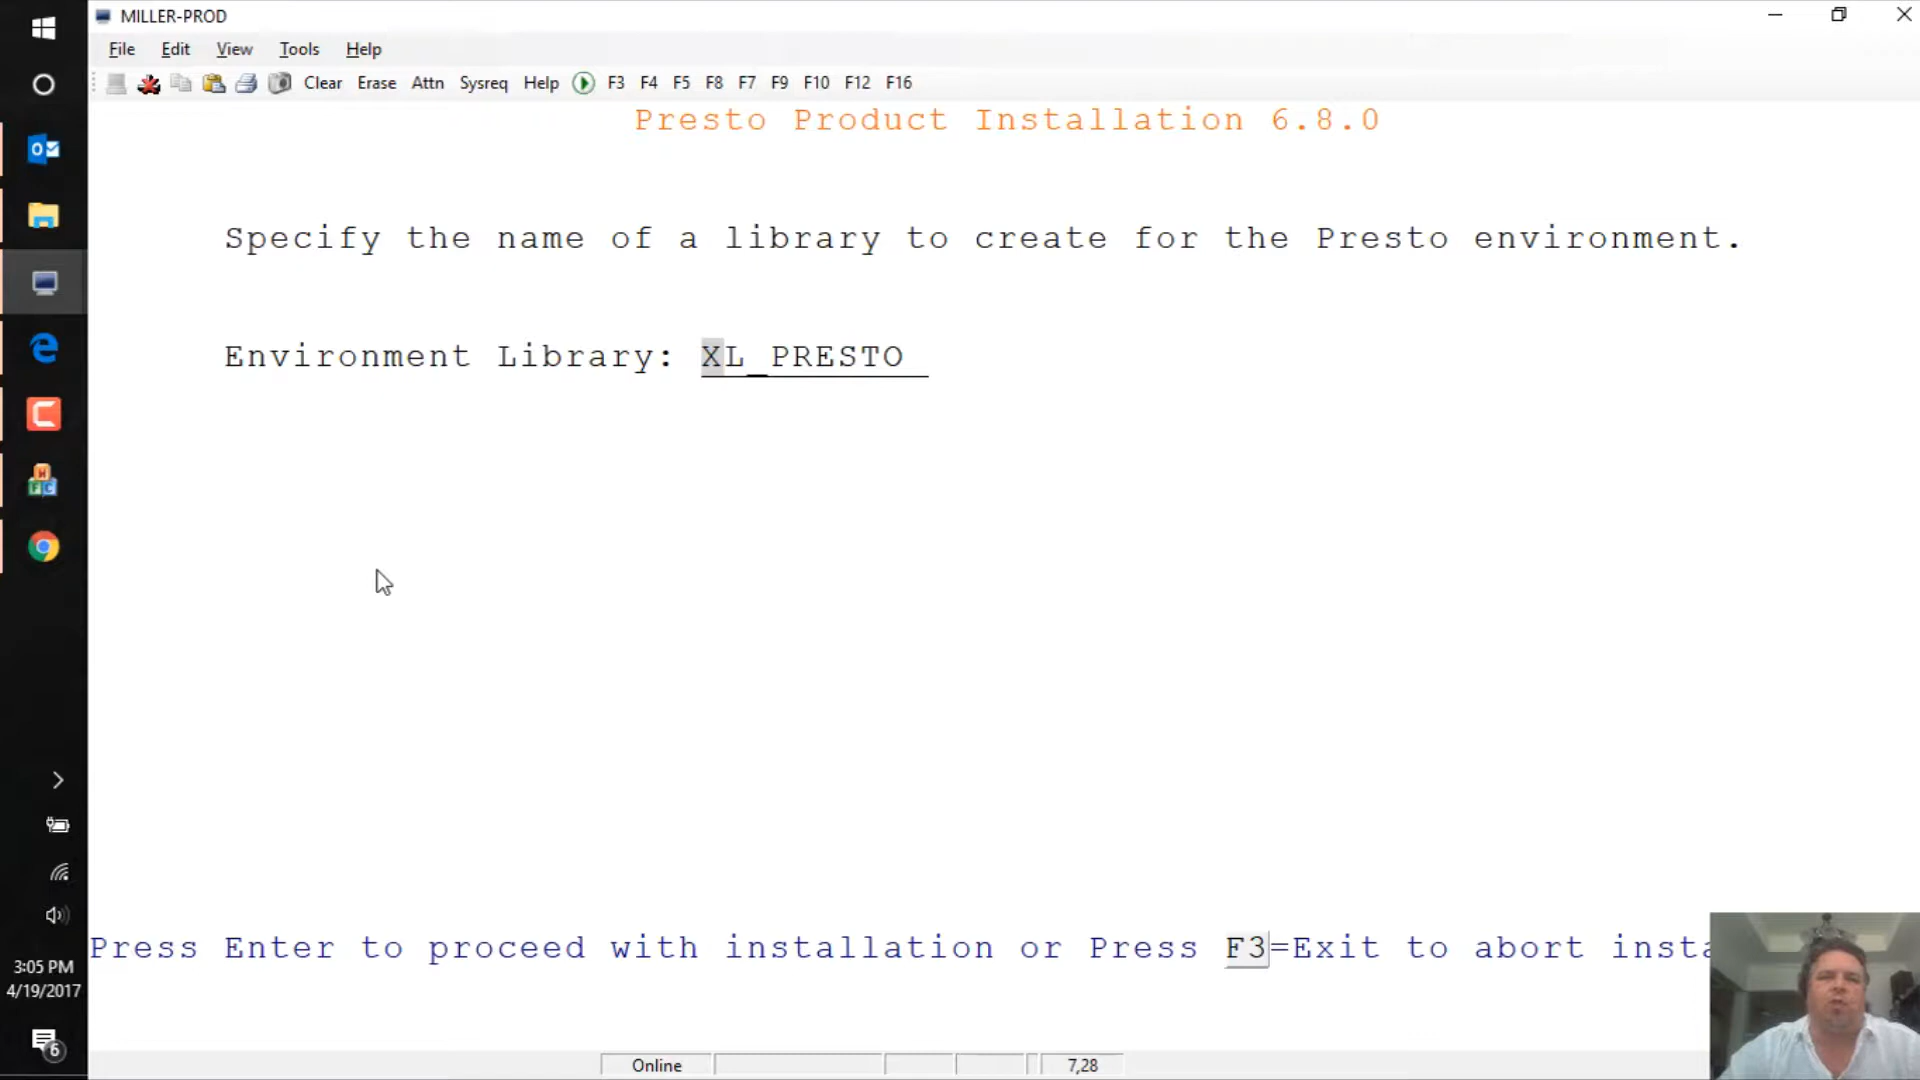 MILLER-PROD
File Edit View Tools Help
Clear Erase Attn Sysreq Help F3 F4 F5 F8 F7 F9 F10 F12 F16
Presto Product Installation 6.8.0
Specify the name of a library to create for the Presto environment.
Environment Library: XL_PRESTO
Press Enter to proceed with installation or Press F3=Exit to abort insta
3:05 PM
4/19/2017
6
Online 7,28